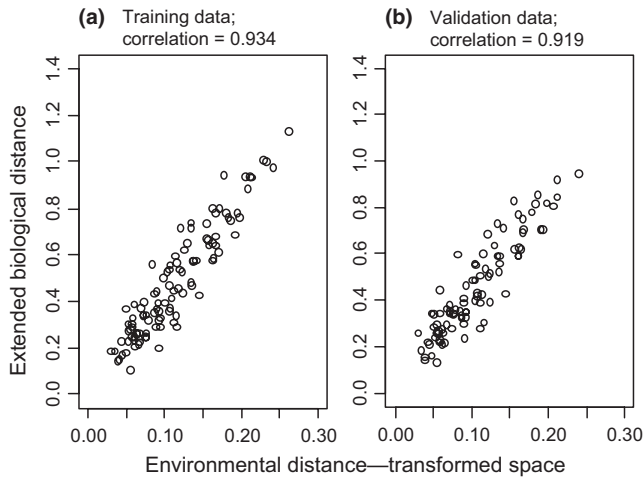 (a) Training data;
correlation = 0.934
(b) Validation data;
correlation = 0.919
Extended biological distance
1.4
1.2
1.0
0.8
0.6
0.4
0.2
0.0
0.00 0.10 0.20 0.30
1.4
1.2
1.0
0.8
0.6
0.4
0.2
0.0
0.00 0.10 0.20 0.30
Environmental distance—transformed space